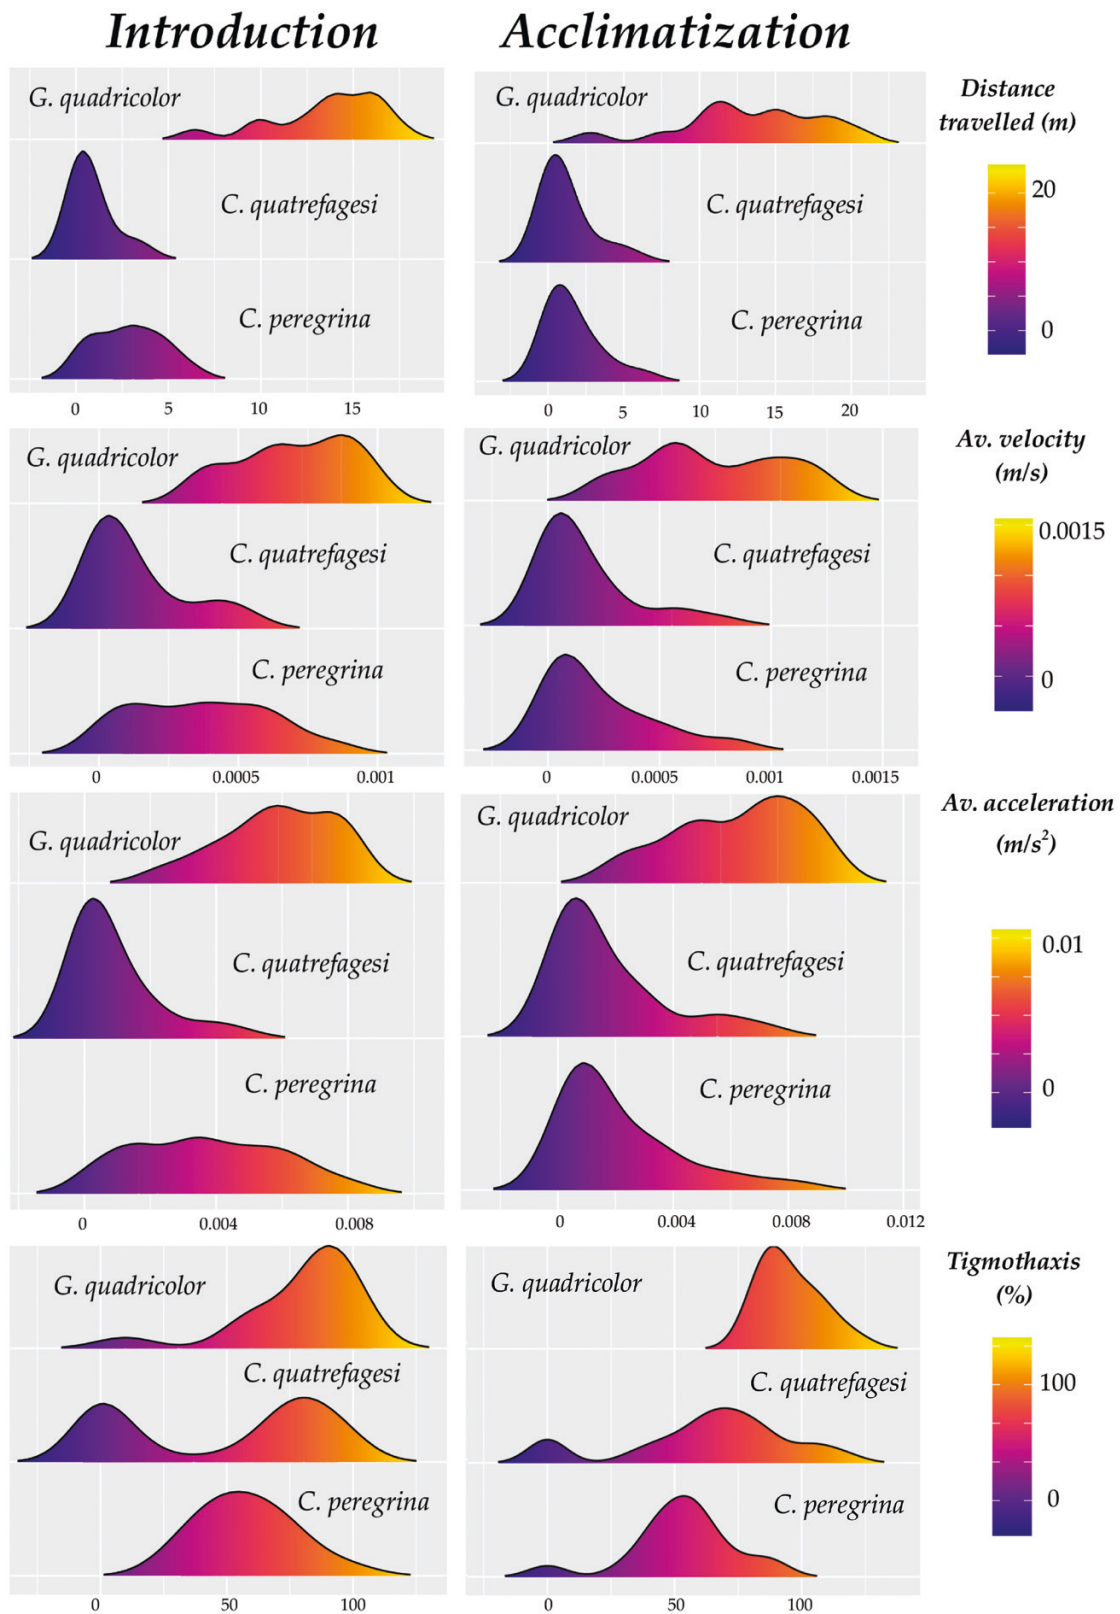 Introduction
Acclimatization
G. quadricolor
C. quatrefagesi
C. peregrina
0 5 10 15
G. quadricolor
C. quatrefagesi
C. peregrina
0 5 10 15 20
Distance
travelled (m)
20
0
G. quadricolor
C. quatrefagesi
C. peregrina
0 0.0005 0.001
G. quadricolor
C. quatrefagesi
C. peregrina
0 0.0005 0.001 0.0015
Av. velocity
(m/s)
0.0015
0
G. quadricolor
C. quatrefagesi
C. peregrina
0 0.004 0.008
G. quadricolor
C. quatrefagesi
C. peregrina
0 0.004 0.008 0.012
Av. acceleration
(m/s²)
0.01
0
G. quadricolor
C. quatrefagesi
C. peregrina
0 50 100
G. quadricolor
C. quatrefagesi
C. peregrina
0 50 100
Tigmothaxis
(%)
100
0